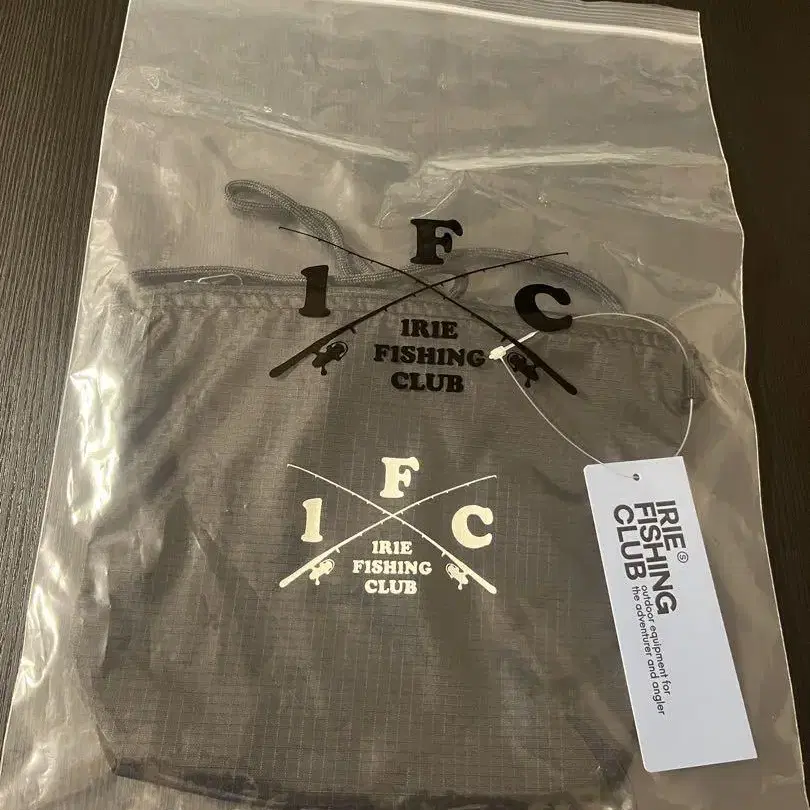 F
I C
IRIE
FISHING
CLUB
F
I C
IRIE
FISHING
CLUB
IRIE
FISHING
CLUB Ⓢ
outdoor equipment for
the adventurer and angler